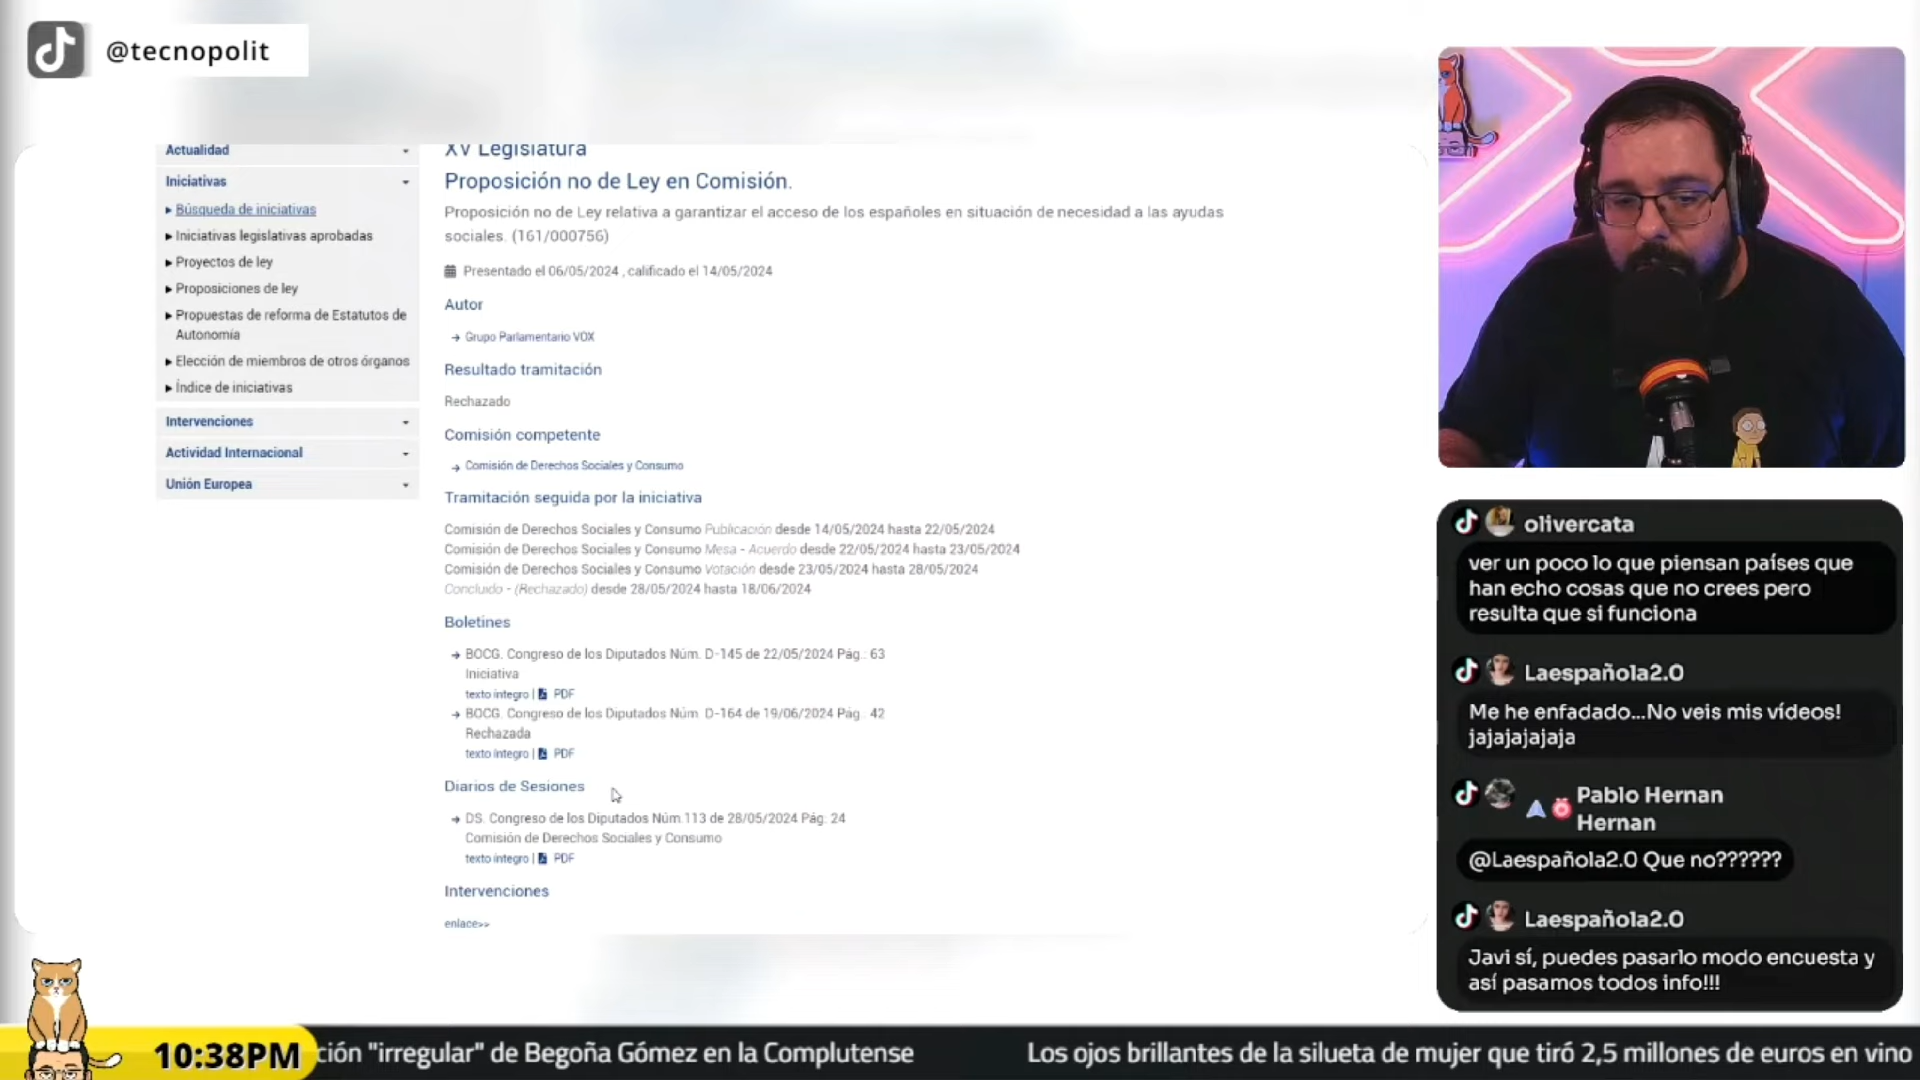 @tecnopolit
Actualidad
Iniciativas
Búsqueda de iniciativas
Iniciativas legislativas aprobadas
Proyectos de ley
Proposiciones de ley
Propuestas de reforma de Estatutos de
Autonomía
Elección de miembros de otros órganos
Índice de iniciativas
Intervenciones
Actividad Internacional
Unión Europea
XV Legislatura
Proposición no de Ley en Comisión.
Proposición no de Ley relativa a garantizar el acceso de los españoles en situación de necesidad a las ayudas
sociales. (161/000756)
Presentado el 06/05/2024 , calificado el 14/05/2024
Autor
Grupo Parlamentario VOX
Resultado tramitación
Rechazado
Comisión competente
Comisión de Derechos Sociales y Consumo
Tramitación seguida por la iniciativa
Comisión de Derechos Sociales y Consumo Publicación desde 14/05/2024 hasta 22/05/2024
Comisión de Derechos Sociales y Consumo Mesa - Acuerdo desde 22/05/2024 hasta 23/05/2024
Comisión de Derechos Sociales y Consumo Votación desde 23/05/2024 hasta 28/05/2024
Concluido - (Rechazado) desde 28/05/2024 hasta 18/06/2024
Boletines
BOCG. Congreso de los Diputados Núm. D-145 de 22/05/2024 Pág.: 63
Iniciativa
texto íntegro | PDF
BOCG. Congreso de los Diputados Núm. D-164 de 19/06/2024 Pág.: 42
Rechazada
texto íntegro | PDF
Diarios de Sesiones
DS. Congreso de los Diputados Núm.113 de 28/05/2024 Pág: 24
Comisión de Derechos Sociales y Consumo
texto íntegro | PDF
Intervenciones
enlace>>
olivercata
ver un poco lo que piensan países que
han echo cosas que no crees pero
resulta que si funciona
Laespañola2.0
Me he enfadado...No veis mis vídeos!
jajajajajaja
Pablo Hernan
Hernan
@Laespañola2.0 Que no??????
Laespañola2.0
Javi sí, puedes pasarlo modo encuesta y
así pasamos todos info!!!
10:38PM
ción "irregular" de Begoña Gómez en la Complutense
Los ojos brillantes de la silueta de mujer que tiró 2,5 millones de euros en vino